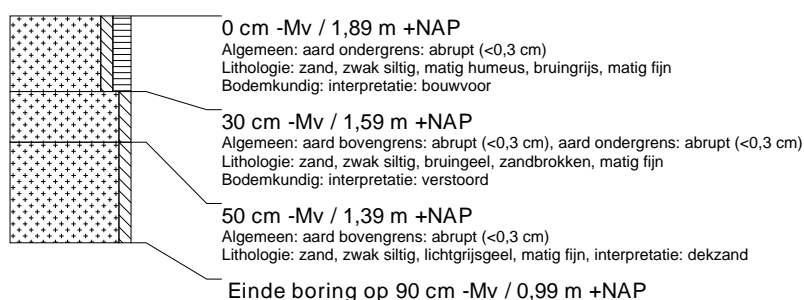 0 cm -Mv / 1,89 m +NAP
Algemeen: aard ondergrens: abrupt (<0,3 cm)
Lithologie: zand, zwak siltig, matig humeus, bruingrijs, matig fijn
Bodemkundig: interpretatie: bouwvoor
30 cm -Mv / 1,59 m +NAP
Algemeen: aard bovengrens: abrupt (<0,3 cm), aard ondergrens: abrupt (<0,3 cm)
Lithologie: zand, zwak siltig, bruingeel, zandbrokken, matig fijn
Bodemkundig: interpretatie: verstoord
50 cm -Mv / 1,39 m +NAP
Algemeen: aard bovengrens: abrupt (<0,3 cm)
Lithologie: zand, zwak siltig, lichtgrijsgeel, matig fijn, interpretatie: dekzand
Einde boring op 90 cm -Mv / 0,99 m +NAP